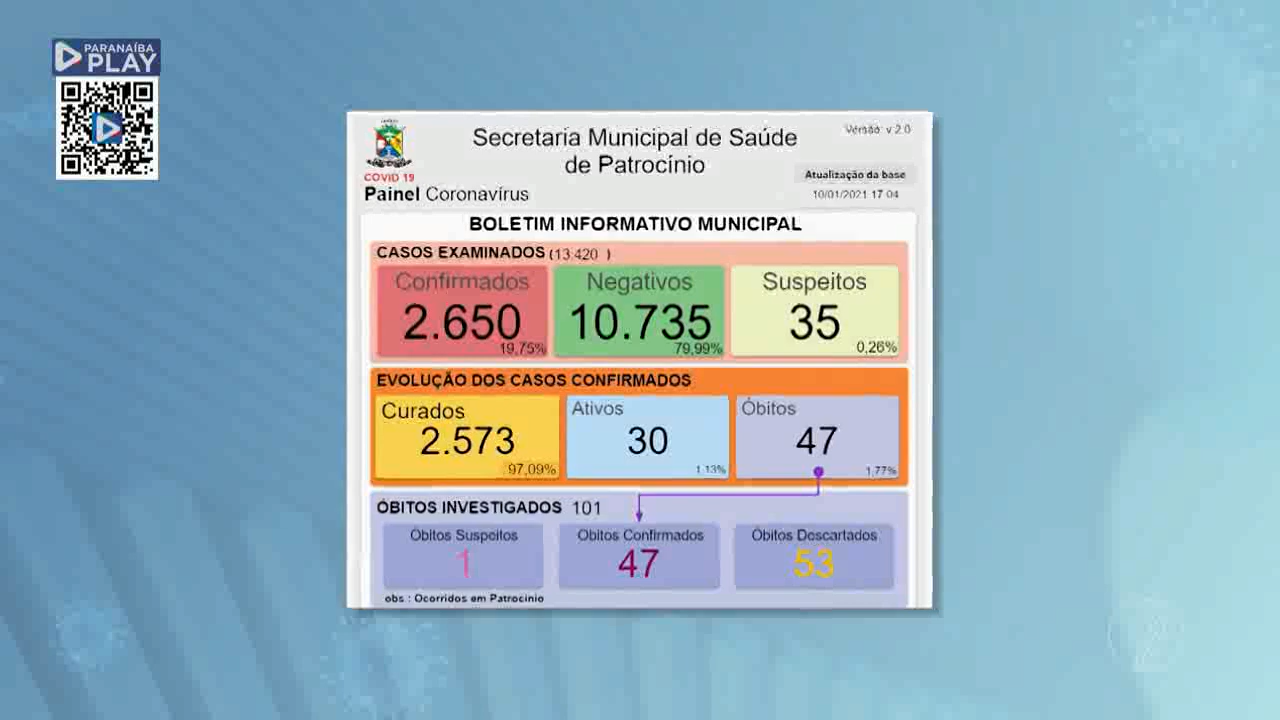 PARANAÍBA
PLAY
Secretaria Municipal de Saúde
de Patrocínio
Versão: v 2.0
COVID 19
Painel Coronavírus
Atualização da base
10/01/2021 17:04
BOLETIM INFORMATIVO MUNICIPAL
CASOS EXAMINADOS (13.420 )
Confirmados Negativos Suspeitos
2.650 10.735 35
19,75% 79,99% 0,26%
EVOLUÇÃO DOS CASOS CONFIRMADOS
Curados Ativos Óbitos
2.573 30 47
97,09% 1,13% 1,77%
ÓBITOS INVESTIGADOS 101
Óbitos Suspeitos Óbitos Confirmados Óbitos Descartados
1 47 53
obs : Ocorridos em Patrocinio